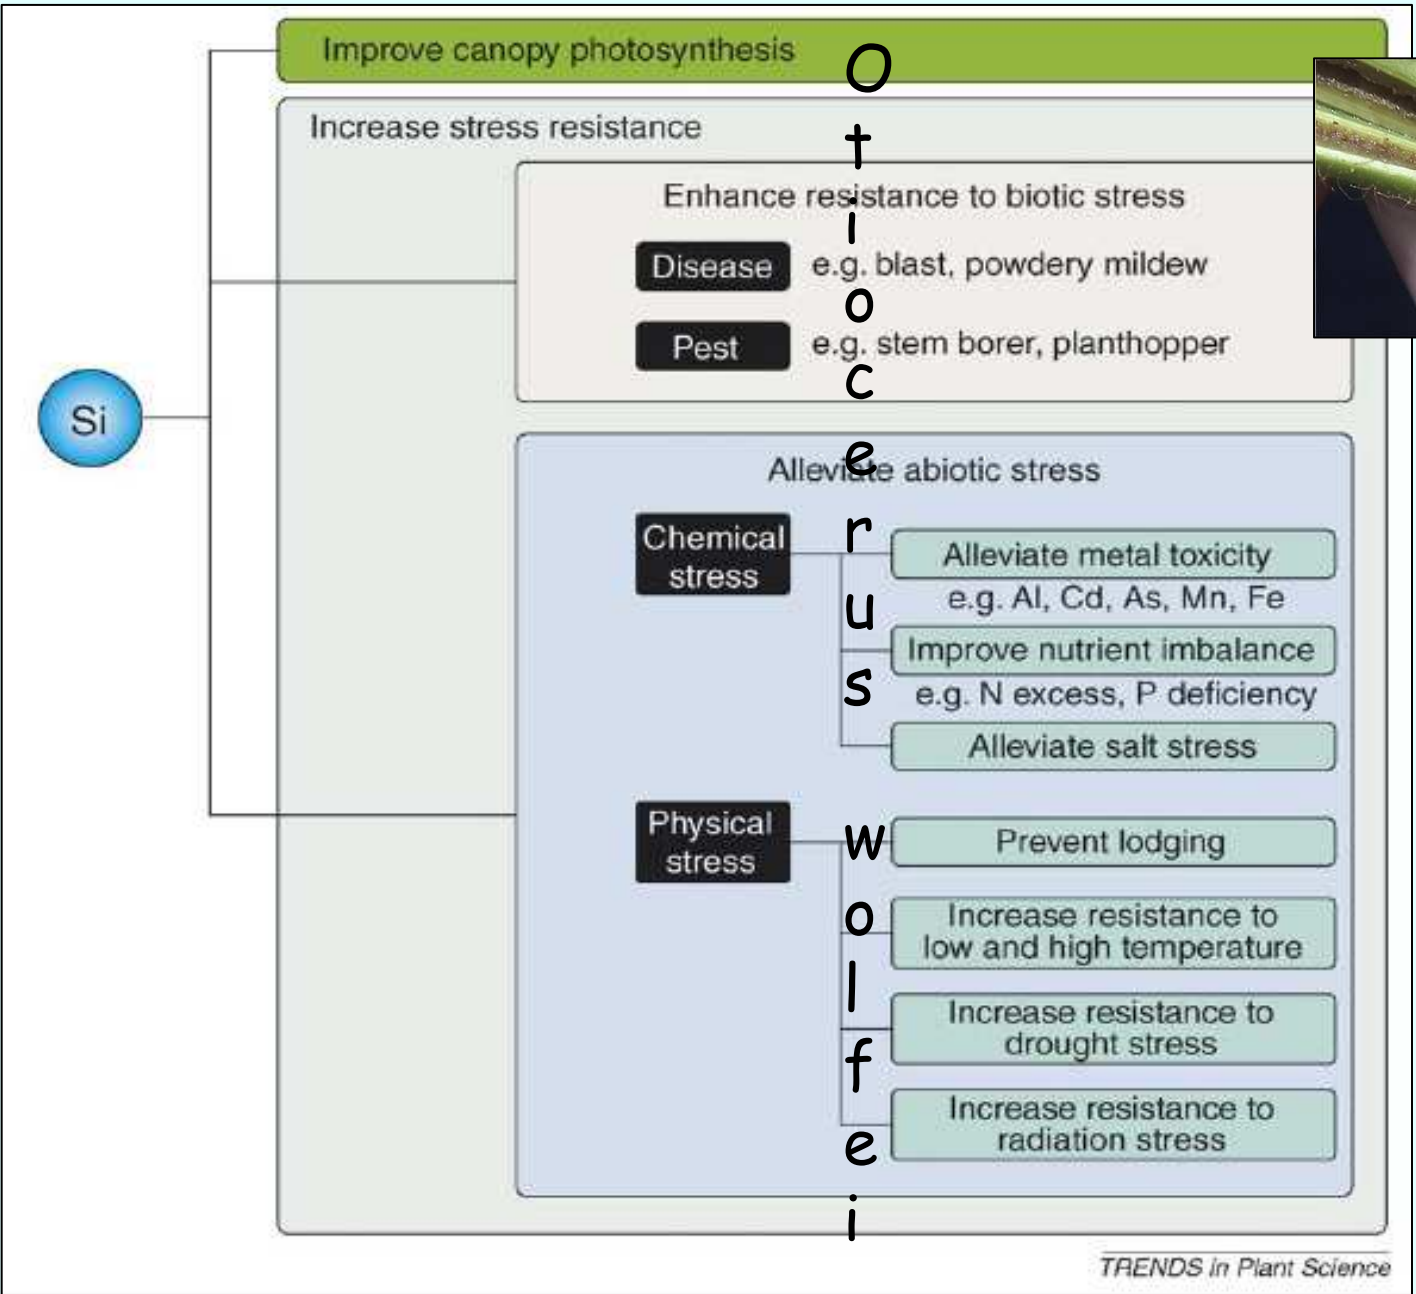 Improve canopy photosynthesis
Increase stress resistance
Enhance resistance to biotic stress
Disease e.g. blast, powdery mildew
Pest e.g. stem borer, planthopper
Si
Alleviate abiotic stress
Chemical
stress
Alleviate metal toxicity
e.g. Al, Cd, As, Mn, Fe
Improve nutrient imbalance
e.g. N excess, P deficiency
Alleviate salt stress
Physical
stress
Prevent lodging
Increase resistance to
low and high temperature
Increase resistance to
drought stress
Increase resistance to
radiation stress
Otiocerus wolfei
TRENDS in Plant Science